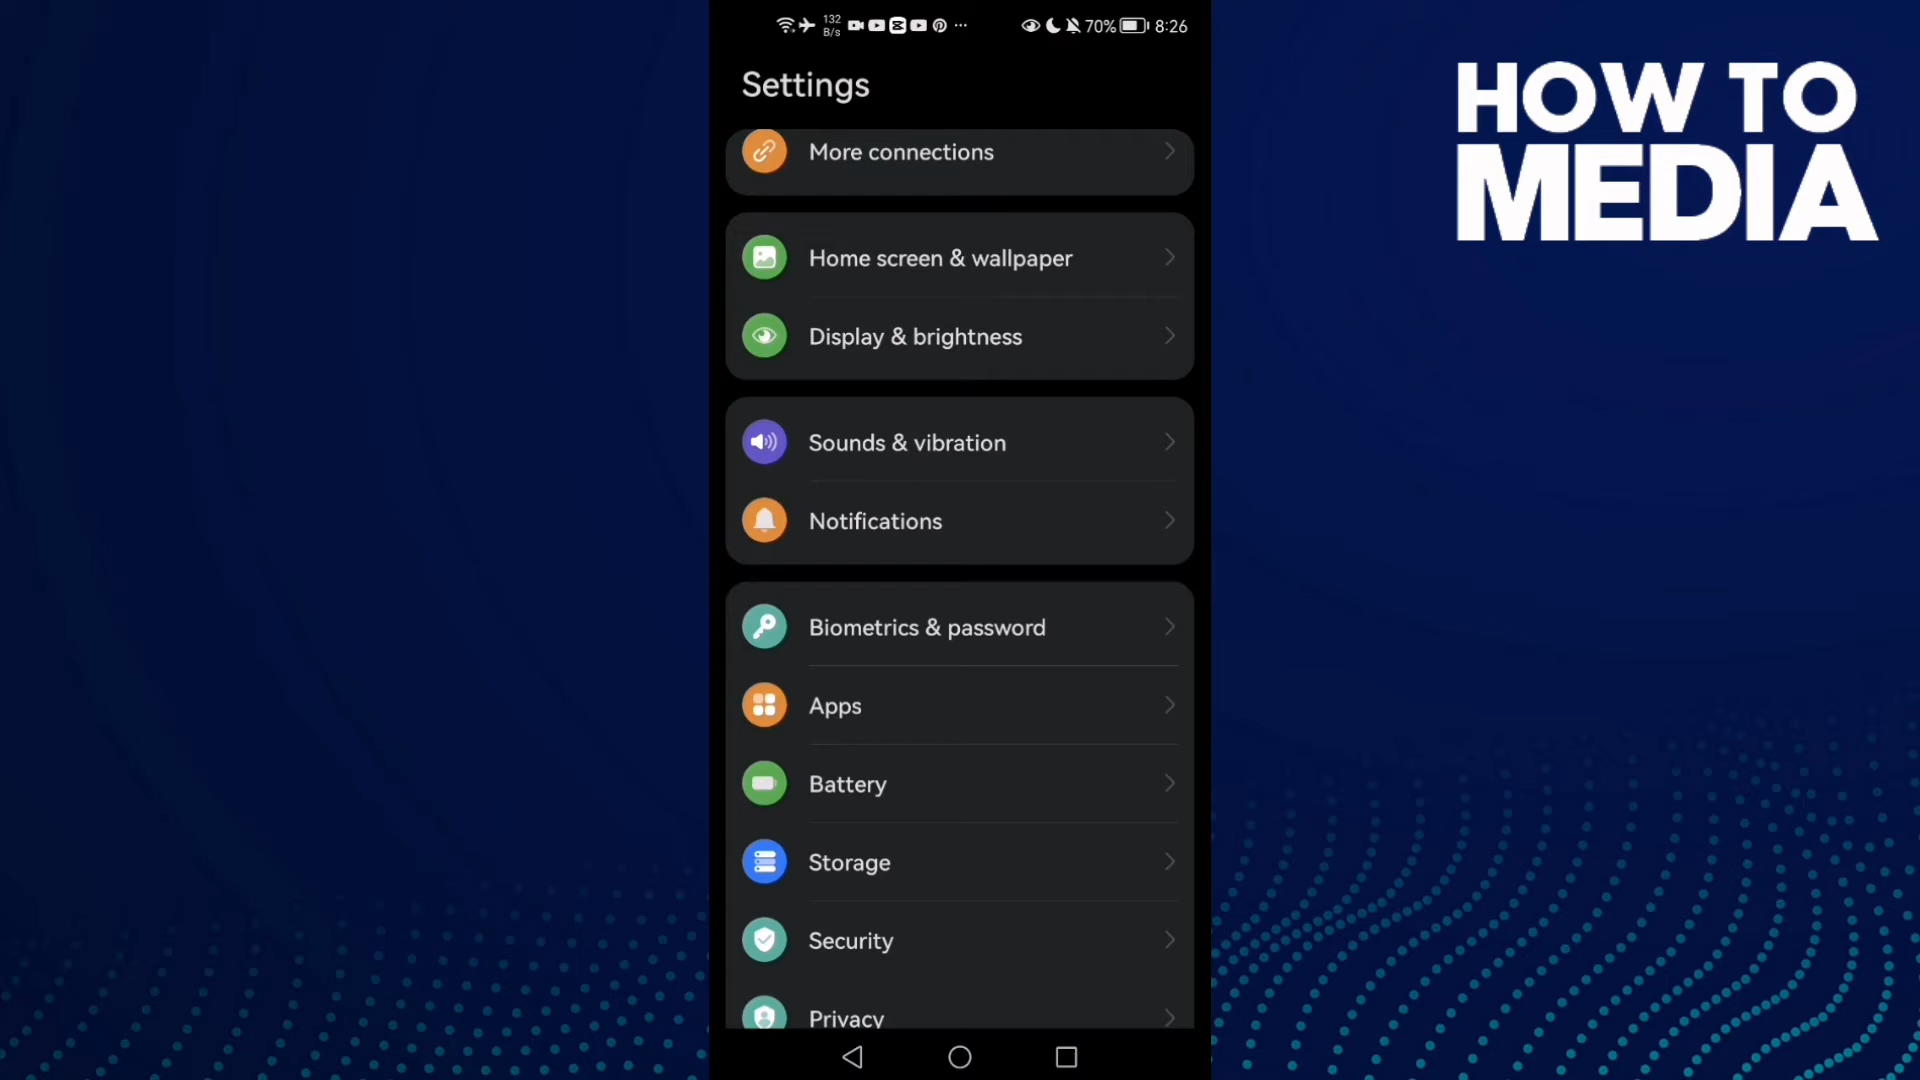 132
B/s
70%
8:26
Settings
More connections
Home screen & wallpaper
Display & brightness
Sounds & vibration
Notifications
Biometrics & password
Apps
Battery
Storage
Security
Privacy
HOW TO
MEDIA